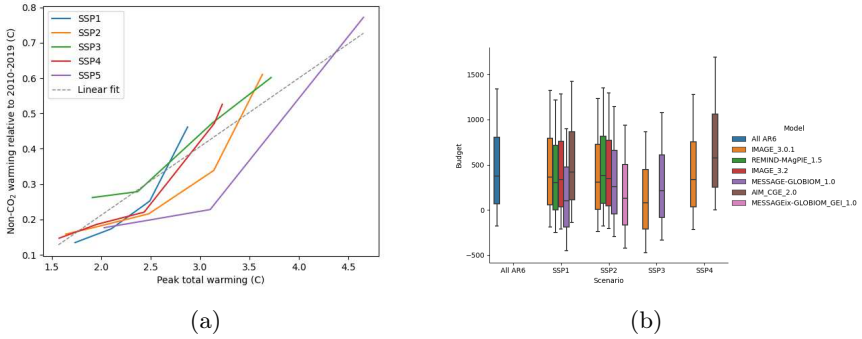 0.8
0.7
0.6
0.5
0.4
0.3
0.2
0.1
Non-CO₂ warming relative to 2010-2019 (C)
SSP1
SSP2
SSP3
SSP4
SSP5
Linear fit
1.5 2.0 2.5 3.0 3.5 4.0 4.5
Peak total warming (C)
(a)
1500
1000
500
0
−500
Budget
All AR6 SSP1 SSP2 SSP3 SSP4
Scenario
Model
All AR6
IMAGE_3.0.1
REMIND-MAgPIE_1.5
IMAGE_3.2
MESSAGE-GLOBIOM_1.0
AIM_CGE_2.0
MESSAGEix-GLOBIOM_GEI_1.0
(b)